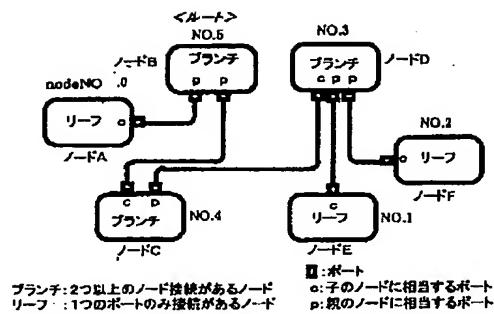 <ルート>
NO.5
NO.3
ノードB
ブランチ
p p
ブランチ
c p p
ノードD
nodeNO .0
リーフ c
ノードA
NO.2
c リーフ
ノードF
c p
ブランチ
NO.4
ノードC
c
リーフ
NO.1
ノードE
:ポート
ブランチ:2つ以上のノード接続があるノード
c:子のノードに相当するポート
リーフ:1つのポートのみ接続があるノード
p:親のノードに相当するポート